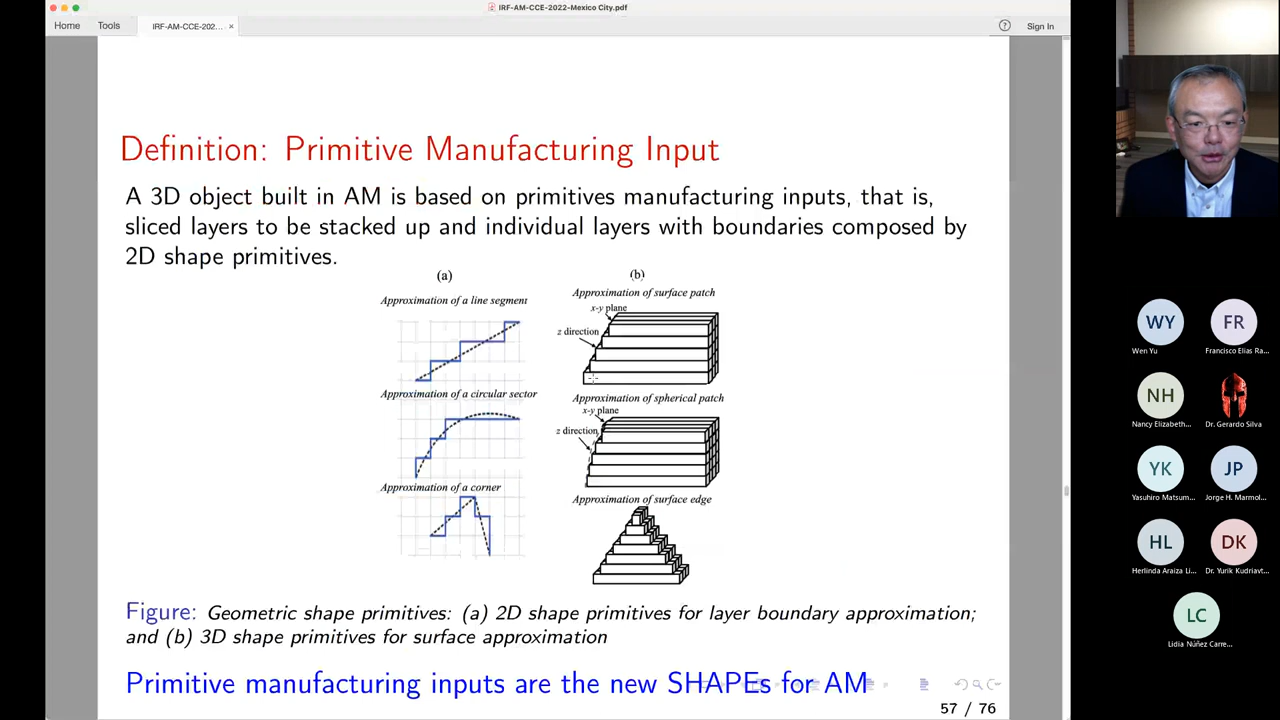 IRF-AM-CCE-2022-Mexico City.pdf
Home Tools IRF-AM-CCE-202... × ? Sign In
Definition: Primitive Manufacturing Input
A 3D object built in AM is based on primitives manufacturing inputs, that is,
sliced layers to be stacked up and individual layers with boundaries composed by
2D shape primitives.
(a)
Approximation of a line segment
Approximation of a circular sector
Approximation of a corner
(b)
Approximation of surface patch
x-y plane
z direction
Approximation of spherical patch
x-y plane
z direction
Approximation of surface edge
Figure: Geometric shape primitives: (a) 2D shape primitives for layer boundary approximation;
and (b) 3D shape primitives for surface approximation
Primitive manufacturing inputs are the new SHAPEs for AM
57 / 76
WY
Wen Yu
FR
Francisco Elias Ra...
NH
Nancy Elizabeth...
Dr. Gerardo Silva
YK
Yasuhiro Matsum...
JP
Jorge H. Marmol...
HL
Herlinda Araiza Li...
DK
Dr. Yurik Kudriavt...
LC
Lidia Núñez Carre...